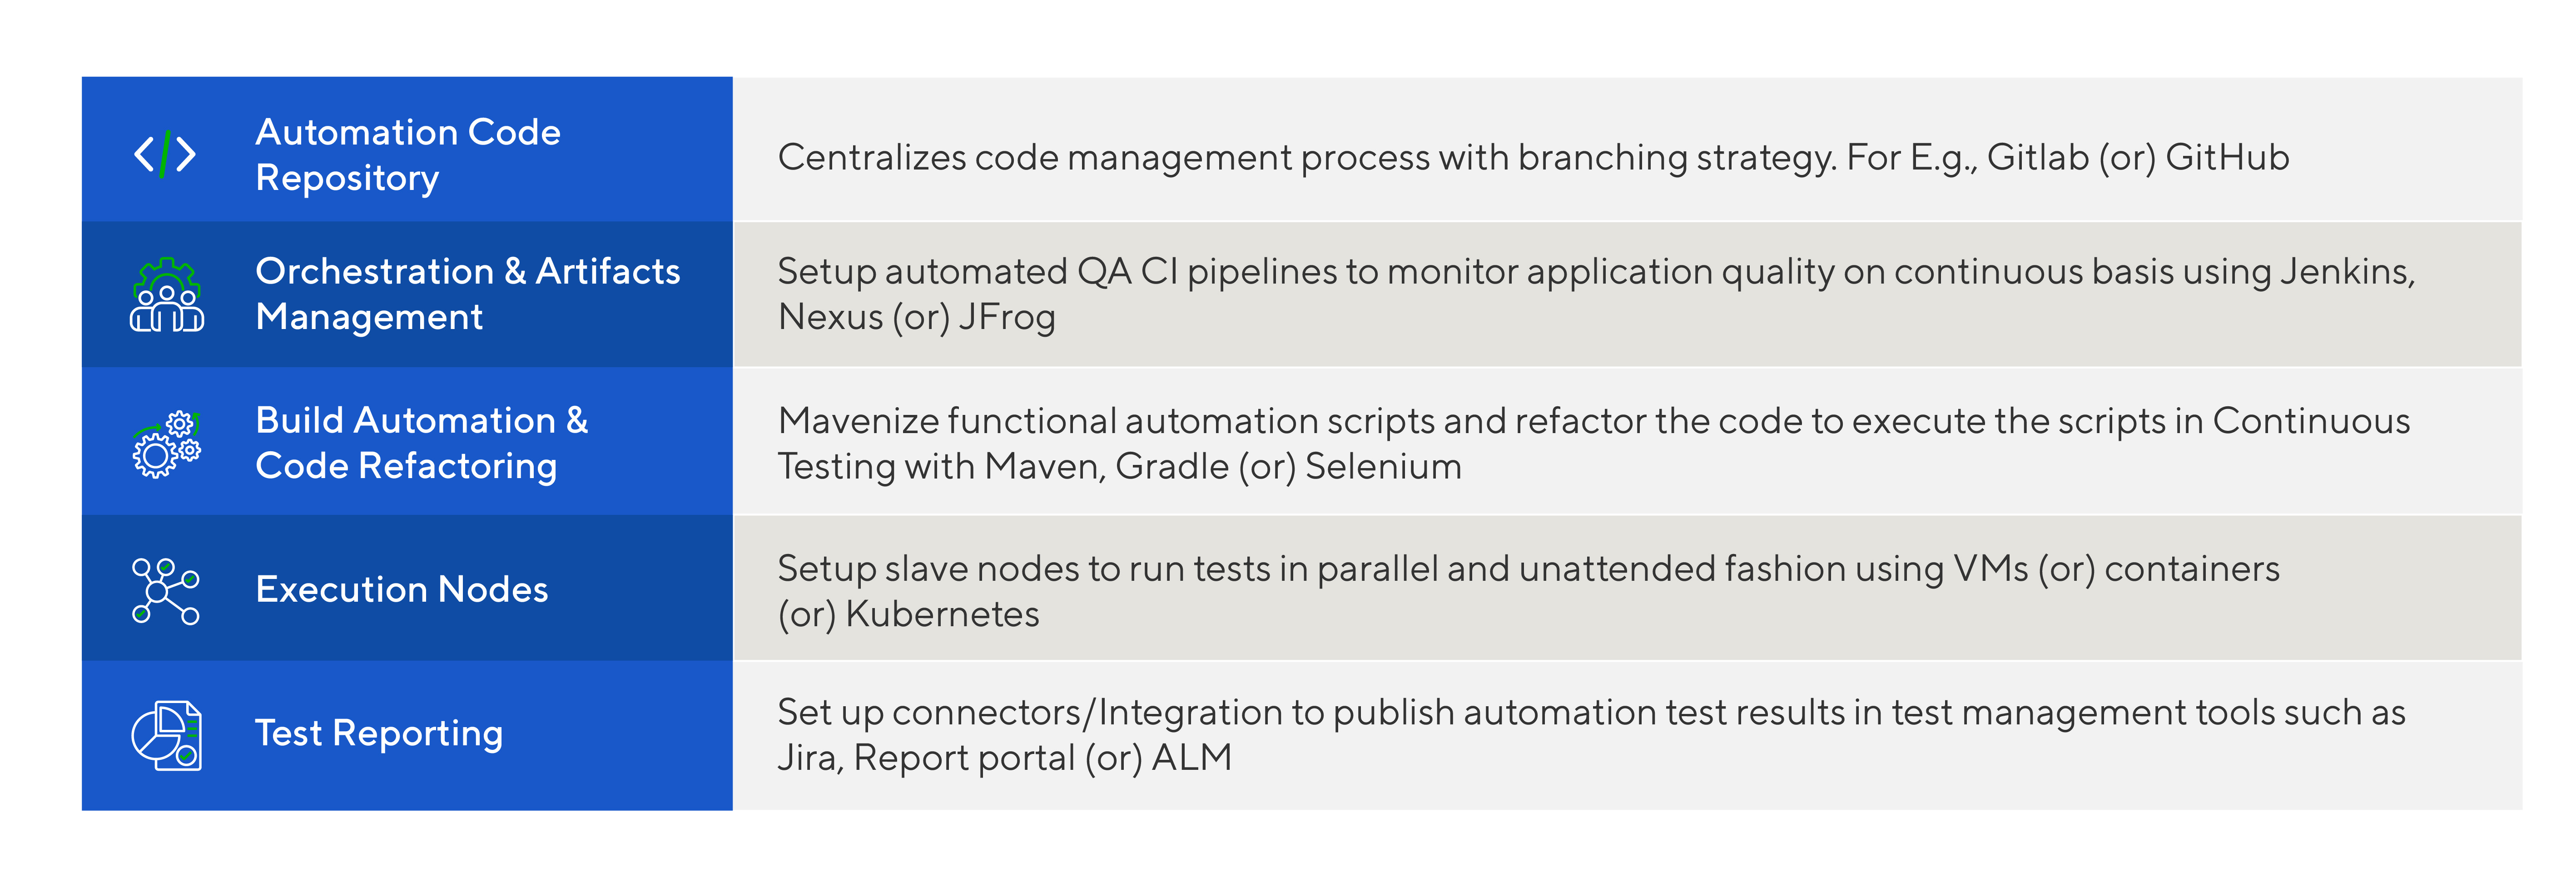 Automation Code
Repository
Centralizes code management process with branching strategy. For E.g., Gitlab (or) GitHub
Orchestration & Artifacts
Management
Setup automated QA CI pipelines to monitor application quality on continuous basis using Jenkins,
Nexus (or) JFrog
Build Automation &
Code Refactoring
Mavenize functional automation scripts and refactor the code to execute the scripts in Continuous
Testing with Maven, Gradle (or) Selenium
Execution Nodes
Setup slave nodes to run tests in parallel and unattended fashion using VMs (or) containers
(or) Kubernetes
Test Reporting
Set up connectors/Integration to publish automation test results in test management tools such as
Jira, Report portal (or) ALM